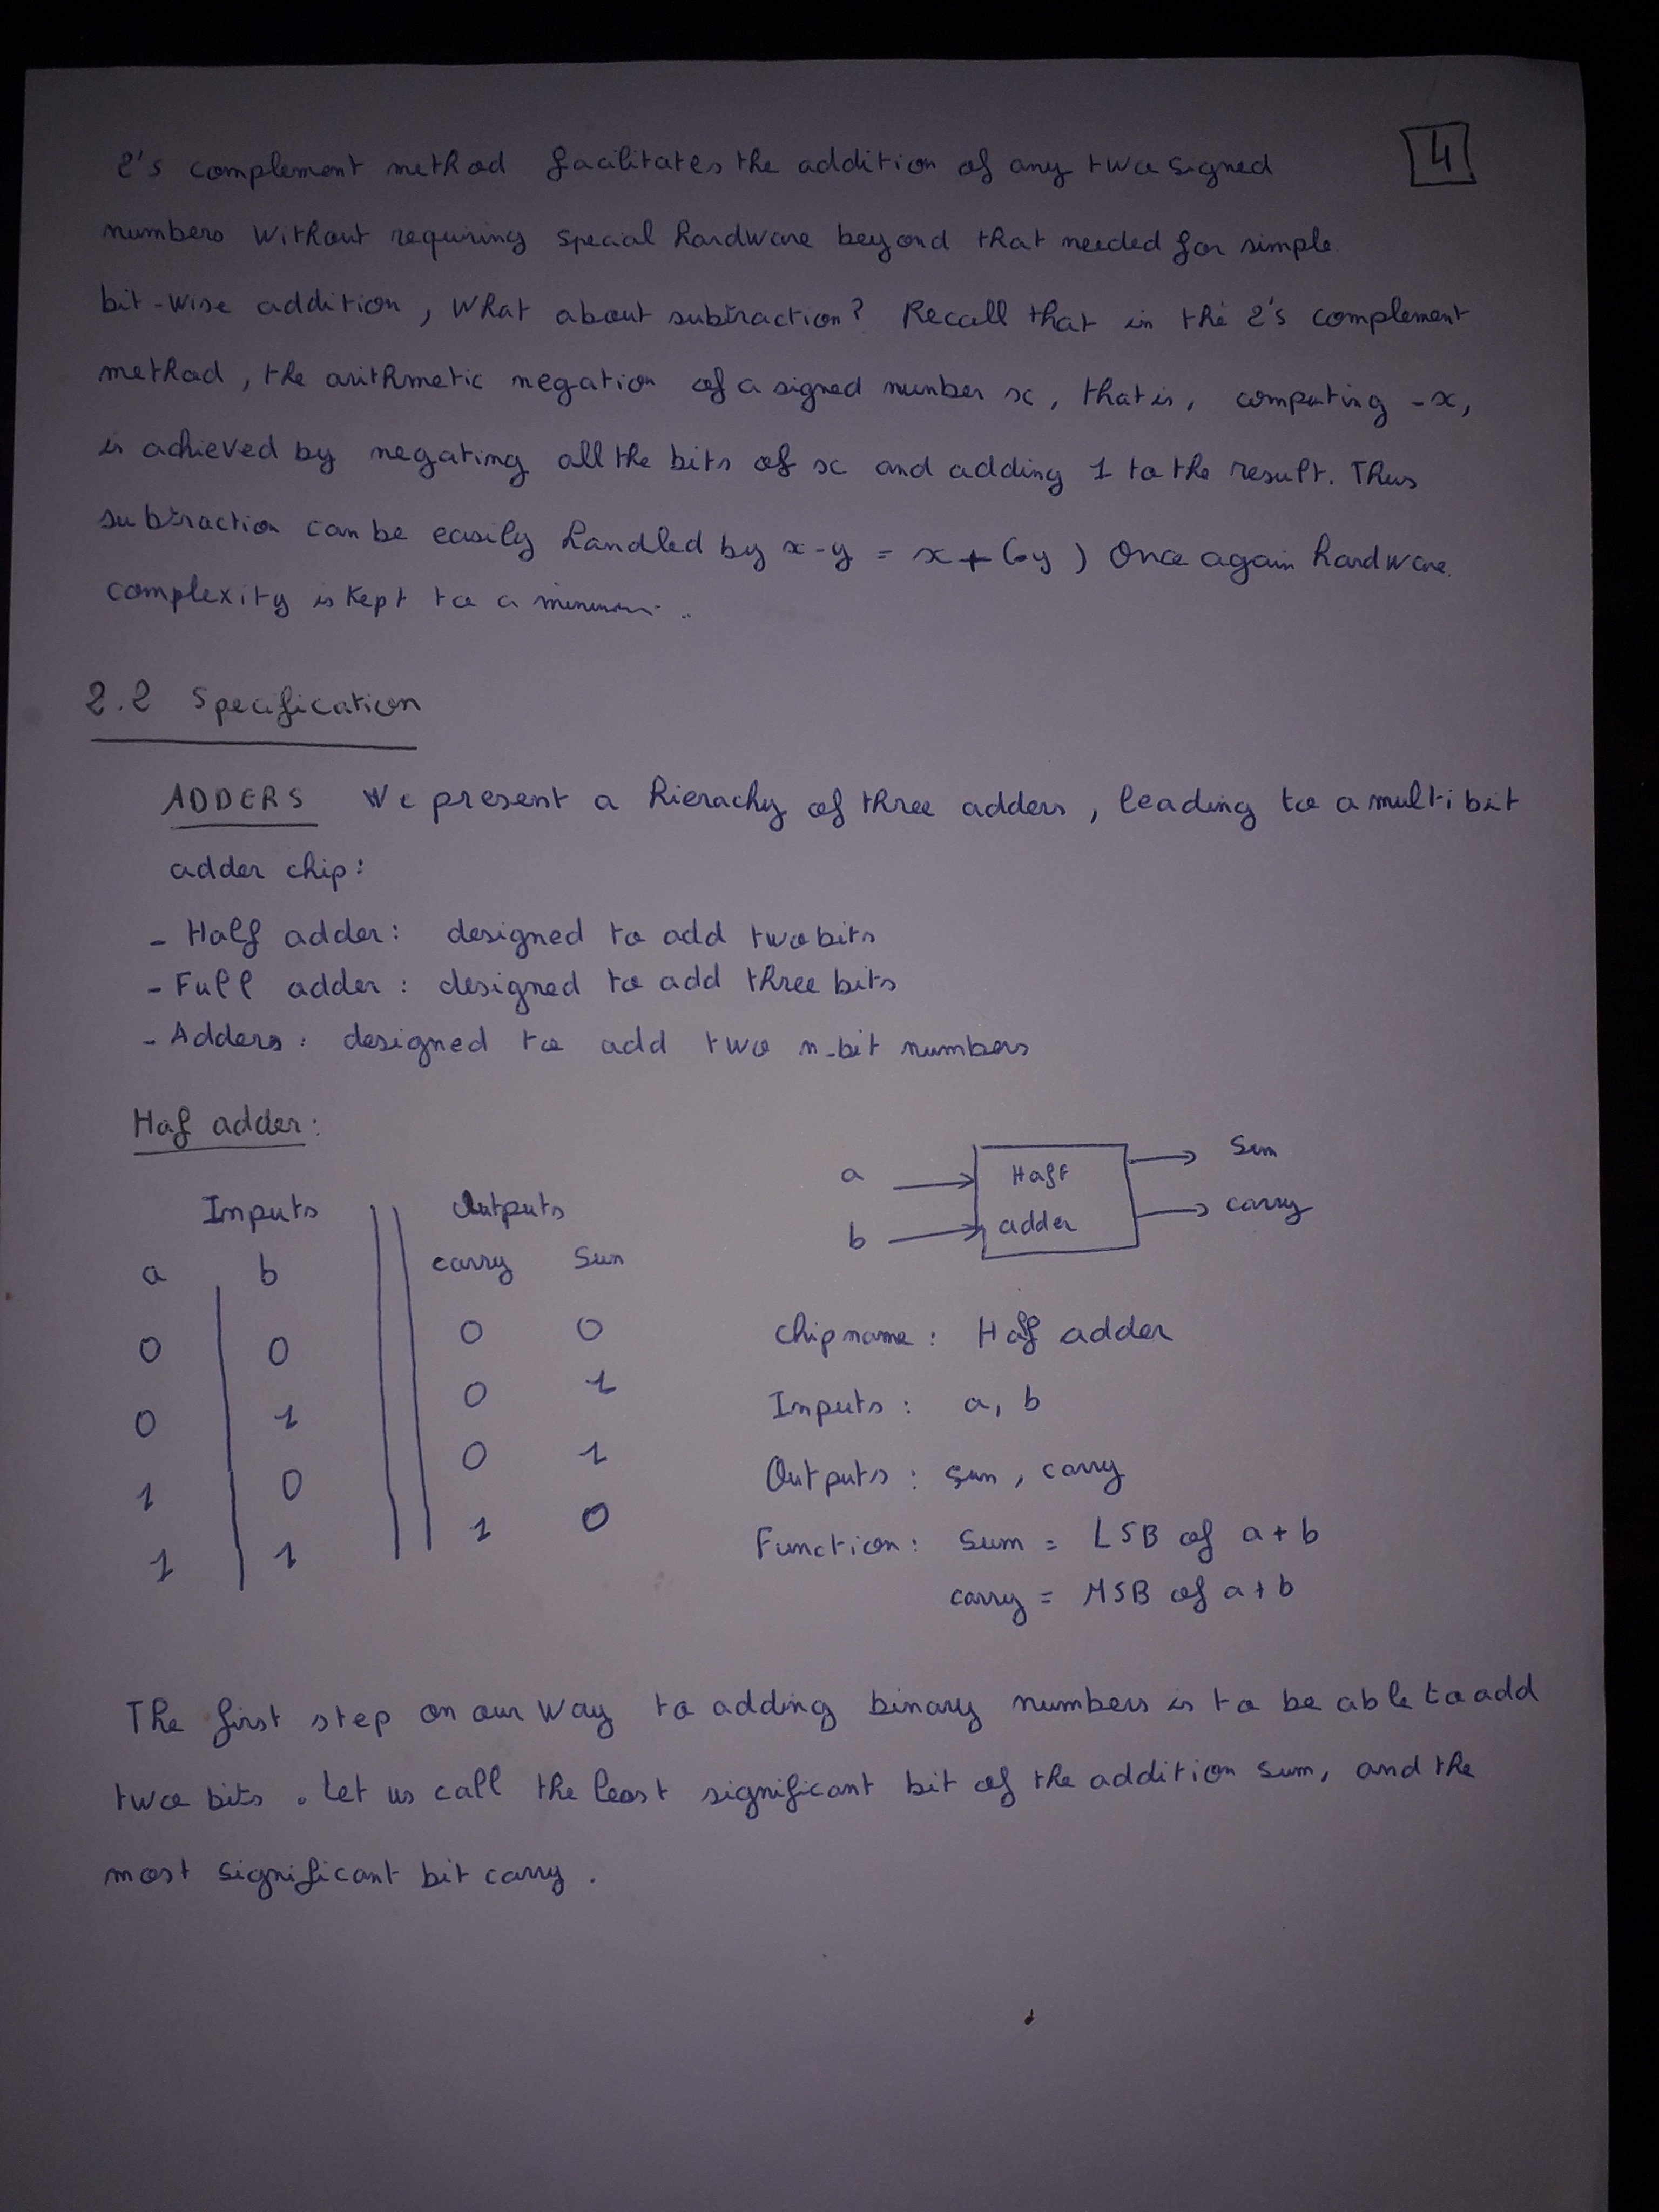 4
2's complement method facilitates the addition of any two signed
numbers without requiring special hardware beyond that needed for simple
bit-wise addition, what about subtraction? Recall that in the 2's complement
method, the arithmetic negation of a signed number x, that is, computing -x,
is achieved by negating all the bits of x and adding 1 to the result. Thus
subtraction can be easily handled by x-y = x+(-y) Once again hardware
complexity is kept to a minimum.
2.2 Specification
ADDERS We present a hierachy of three adders, leading to a multi bit
adder chip:
- Half adder: designed to add two bits
- Full adder: designed to add three bits
- Adders: designed to add two n-bit numbers
Haf adder:
Inputs Outputs
a b carry Sum
0 0 0 0
0 1 0 1
1 0 0 1
1 1 1 0
a Half sum
b adder carry
chip name: Haf adder
Inputs: a, b
Outputs: sum, carry
Function: sum = LSB of a+b
carry = MSB of a+b
The first step on our way to adding binary numbers is to be able to add
two bits. Let us call the least significant bit of the addition sum, and the
most significant bit carry.